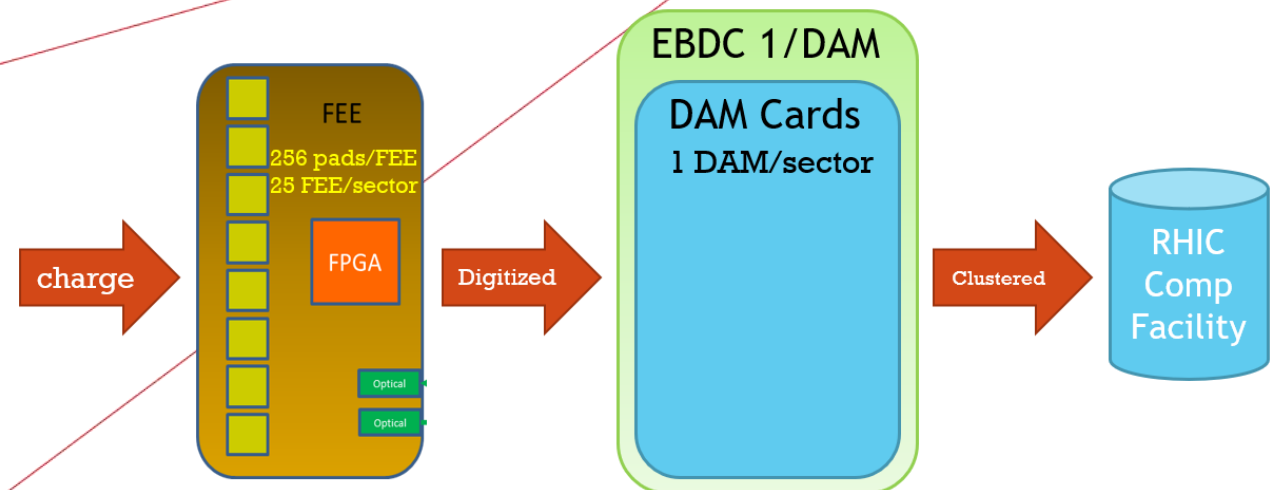 charge
FEE
256 pads/FEE
25 FEE/sector
FPGA
Optical
Optical
Digitized
EBDC 1/DAM
DAM Cards
1 DAM/sector
Clustered
RHIC
Comp
Facility